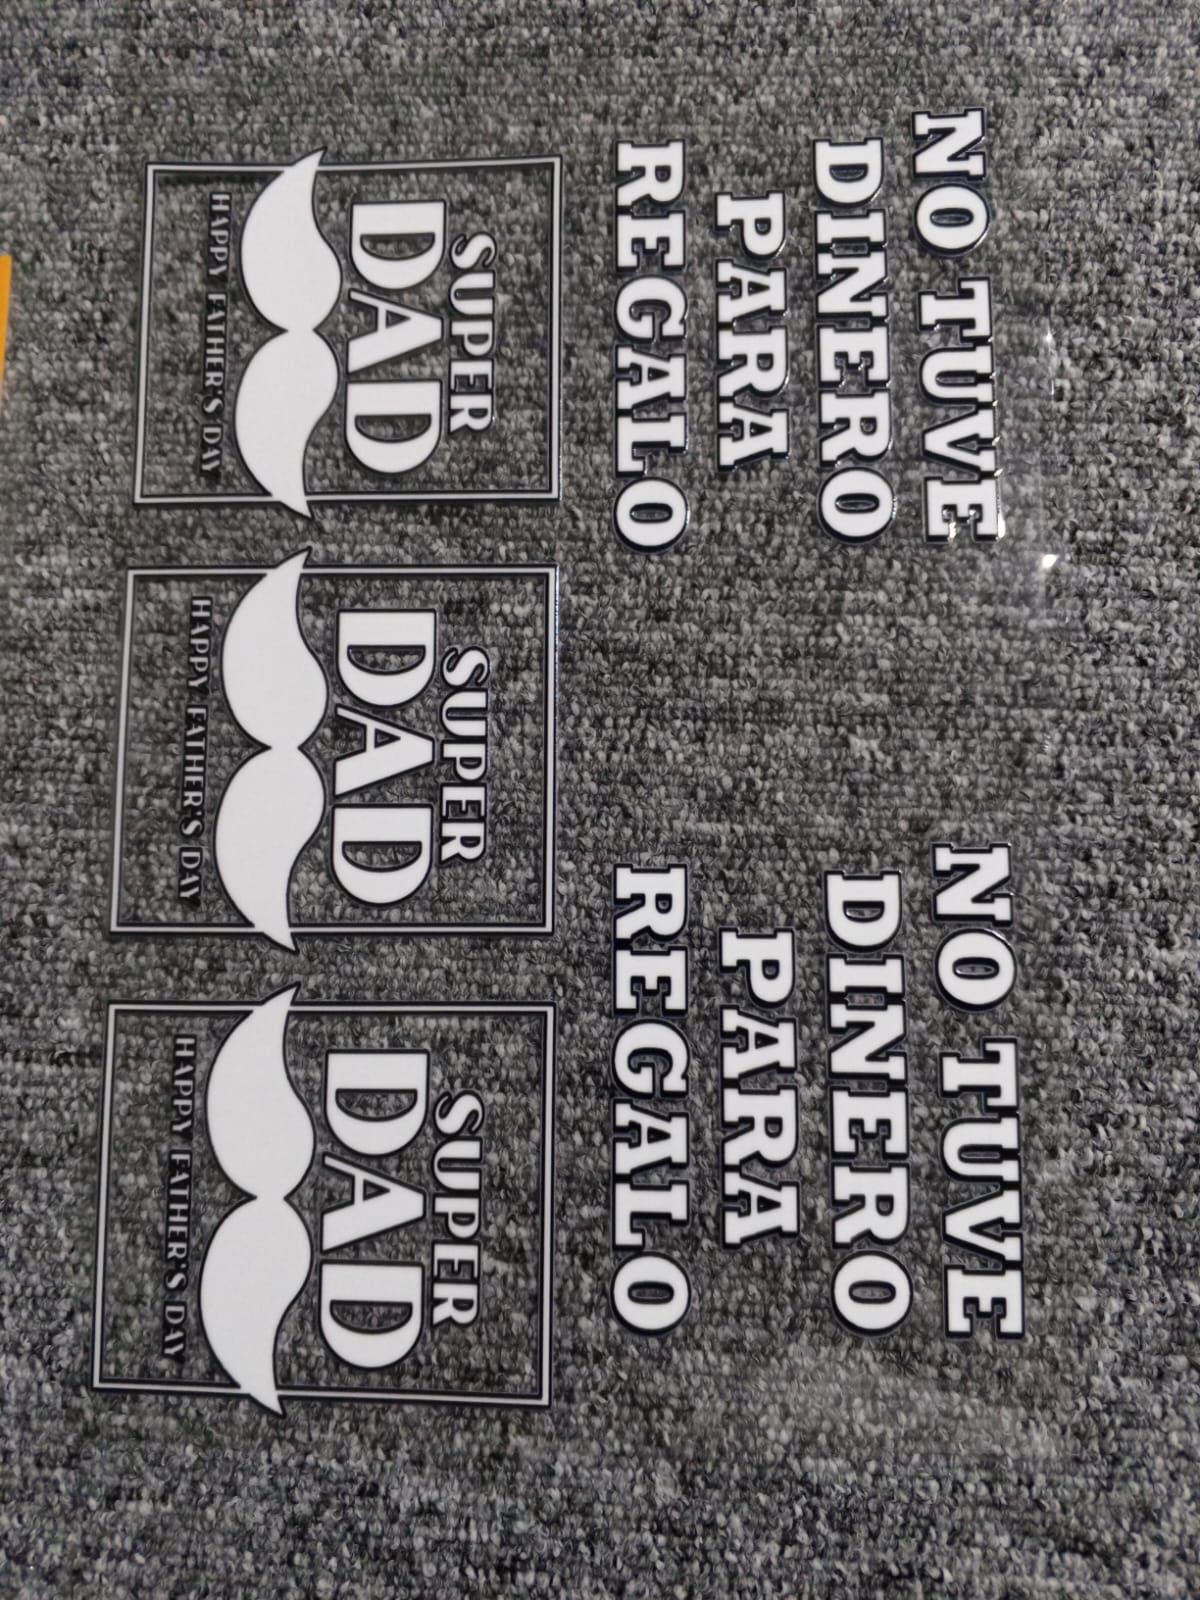 NO TUVE
DINERO
PARA
REGALO
NO TUVE
DINERO
PARA
REGALO
SUPER
DAD
HAPPY FATHER'S DAY
SUPER
DAD
HAPPY FATHER'S DAY
SUPER
DAD
HAPPY FATHER'S DAY